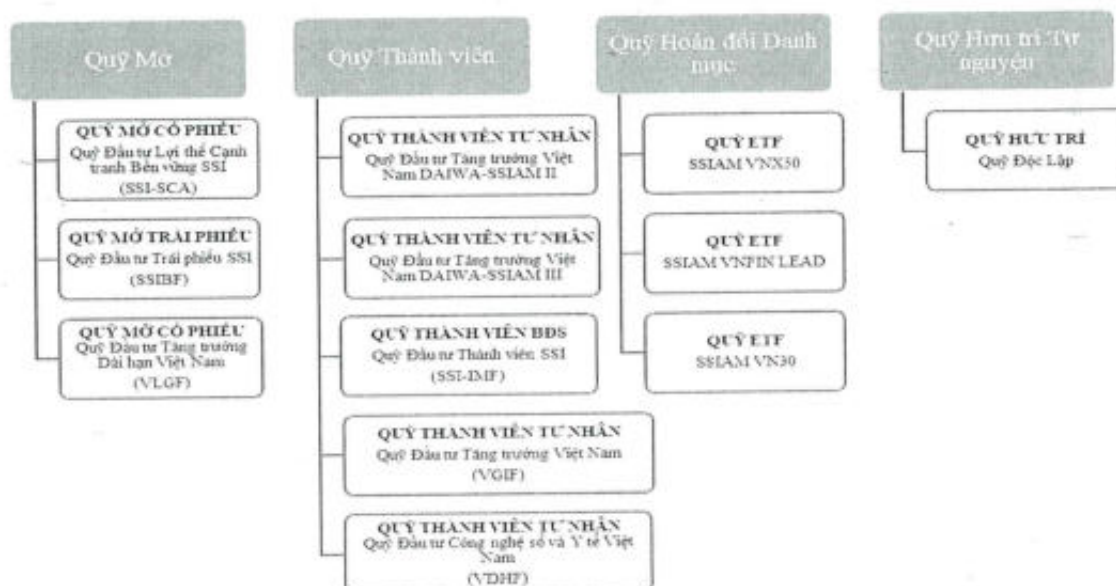 Quỹ Mở
QUỸ MỞ CỔ PHIẾU
Quỹ Đầu tư Lợi thế Cạnh
tranh Bền vững SSI
(SSI-SCA)
QUỸ MỞ TRÁI PHIẾU
Quỹ Đầu tư Trái phiếu SSI
(SSIBF)
QUỸ MỞ CỔ PHIẾU
Quỹ Đầu tư Tăng trưởng
Dài hạn Việt Nam
(VLGF)
Quỹ Thành viên
QUỸ THÀNH VIÊN TƯ NHÂN
Quỹ Đầu tư Tăng trưởng Việt
Nam DAIWA-SSIAM II
QUỸ THÀNH VIÊN TƯ NHÂN
Quỹ Đầu tư Tăng trưởng Việt
Nam DAIWA-SSIAM III
QUỸ THÀNH VIÊN BĐS
Quỹ Đầu tư Thành viên SSI
(SSI-IMF)
QUỸ THÀNH VIÊN TƯ NHÂN
Quỹ Đầu tư Tăng trưởng Việt Nam
(VGIF)
QUỸ THÀNH VIÊN TƯ NHÂN
Quỹ Đầu tư Công nghệ số và Y tế Việt
Nam
(VDHF)
Quỹ Hoán đổi Danh
mục
QUỸ ETF
SSIAM VNX50
QUỸ ETF
SSIAM VNFIN LEAD
QUỸ ETF
SSIAM VN30
Quỹ Hưu trí Tự
nguyện
QUỸ HƯU TRÍ
Quỹ Độc Lập